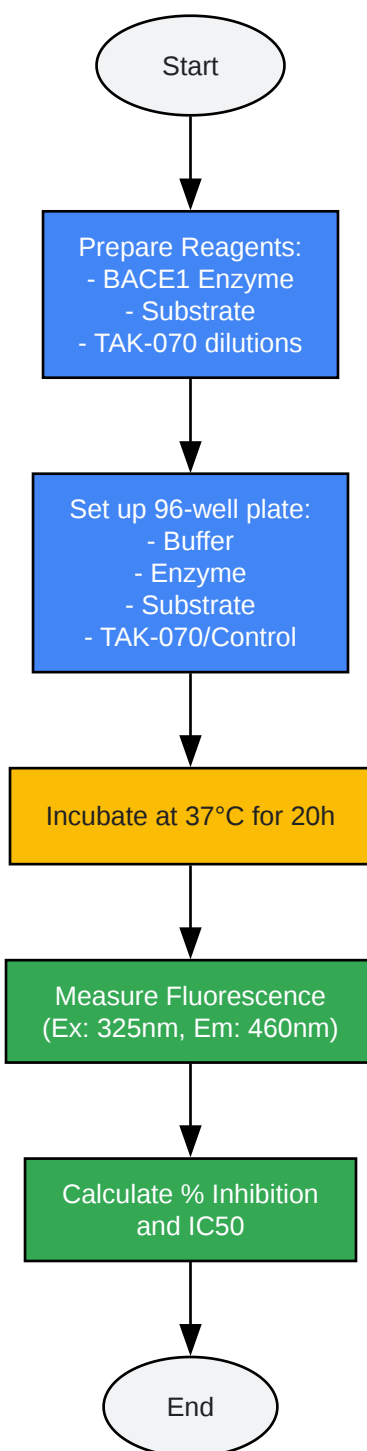 Start
Prepare Reagents:
- BACE1 Enzyme
- Substrate
- TAK-070 dilutions
Set up 96-well plate:
- Buffer
- Enzyme
- Substrate
- TAK-070/Control
Incubate at 37°C for 20h
Measure Fluorescence
(Ex: 325nm, Em: 460nm)
Calculate % Inhibition
and IC50
End